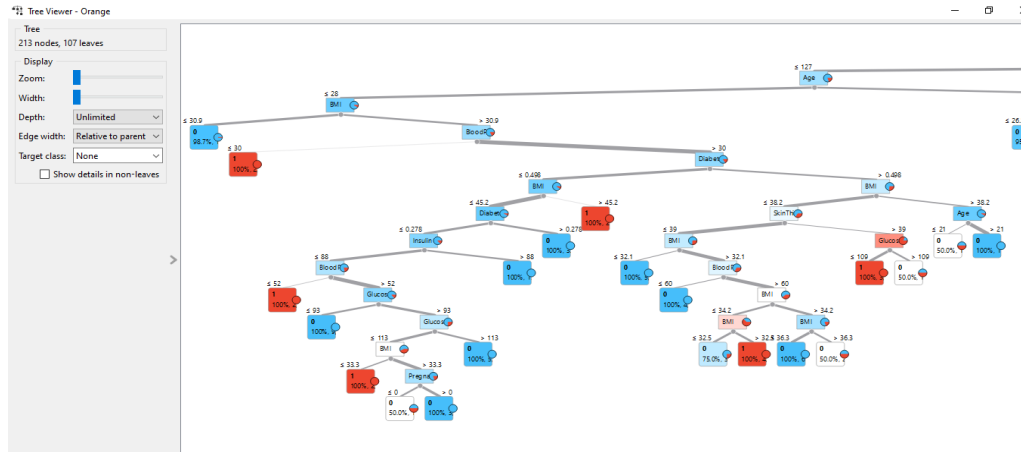 Tree Viewer - Orange
Tree
213 nodes, 107 leaves
Display
Zoom:
Width:
Depth: Unlimited
Edge width: Relative to parent
Target class: None
Show details in non-leaves
≤ 127
Age
≤ 28
BMI
≤ 30.9
> 30.9
≤ 26.
0
98.7%,
BloodP
≤ 30
> 30
1
100%, 2
Diabet
≤ 0.498
> 0.498
BMI
BMI
≤ 45.2
> 45.2
≤ 38.2
> 38.2
Diabet
1
100%,
SkinTh
Age
≤ 0.278
> 0.278
≤ 39
> 39
≤ 21
> 21
Insulin
0
100%,
BMI
Glucos
0
50.0%,
0
100%,
≤ 88
> 88
≤ 32.1
> 32.1
≤ 109
> 109
BloodP
0
100%,
0
100%,
BloodP
1
100%,
0
50.0%,
≤ 52
> 52
≤ 60
> 60
1
100%,
Glucos
0
100%,
BMI
≤ 93
> 93
≤ 34.2
> 34.2
0
100%,
Glucos
BMI
BMI
≤ 113
> 113
≤ 32.5
> 32.5
≤ 36.3
> 36.3
BMI
0
100%,
0
75.0%,
1
100%,
0
100%,
0
50.0%,
≤ 33.3
> 33.3
1
100%,
Pregna
≤ 0
> 0
0
50.0%,
0
100%,